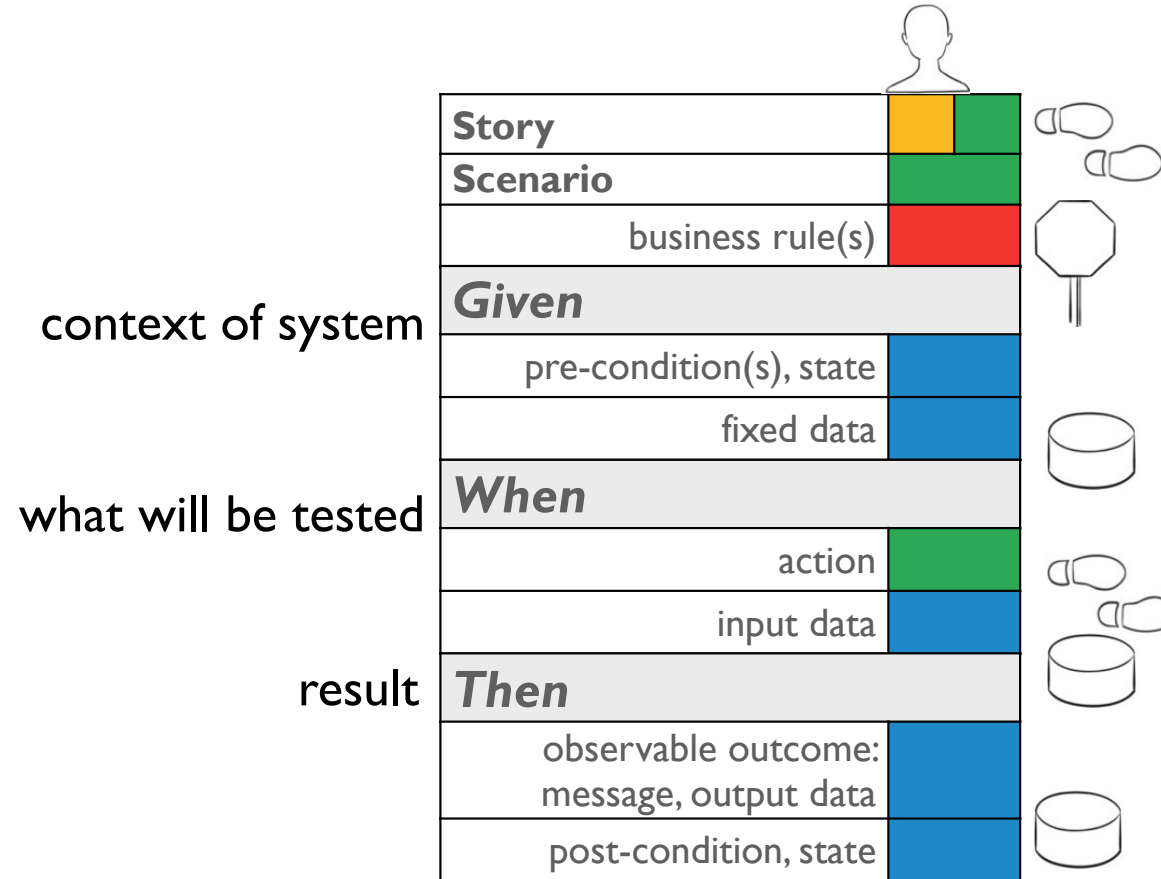 Story
Scenario
business rule(s)
context of system
Given
pre-condition(s), state
fixed data
what will be tested
When
action
input data
result
Then
observable outcome:
message, output data
post-condition, state